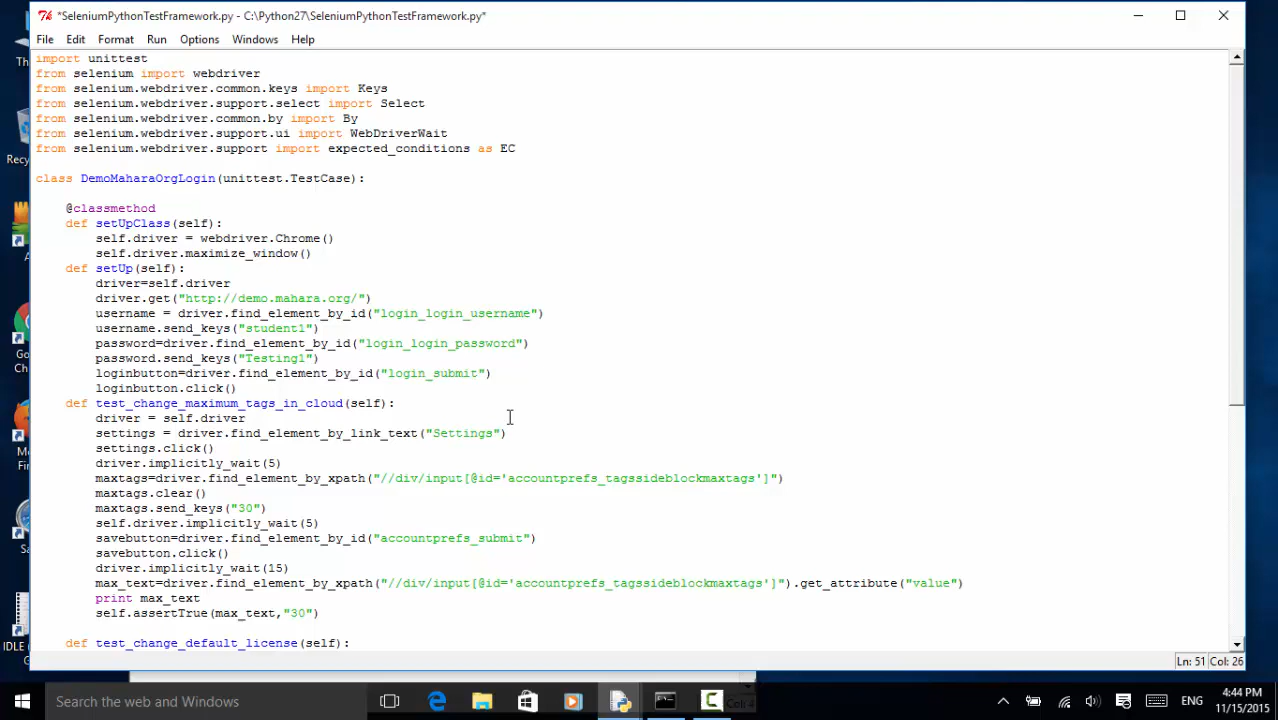 *SeleniumPythonTestFramework.py - C:\Python27\SeleniumPythonTestFramework.py*
File Edit Format Run Options Windows Help
import unittest
from selenium import webdriver
from selenium.webdriver.common.keys import Keys
from selenium.webdriver.support.select import Select
from selenium.webdriver.common.by import By
from selenium.webdriver.support.ui import WebDriverWait
from selenium.webdriver.support import expected_conditions as EC
class DemoMaharaOrgLogin(unittest.TestCase):
@classmethod
def setUpClass(self):
self.driver = webdriver.Chrome()
self.driver.maximize_window()
def setUp(self):
driver=self.driver
driver.get("http://demo.mahara.org/")
username = driver.find_element_by_id("login_login_username")
username.send_keys("student1")
password=driver.find_element_by_id("login_login_password")
password.send_keys("Testing1")
loginbutton=driver.find_element_by_id("login_submit")
loginbutton.click()
def test_change_maximum_tags_in_cloud(self):
driver = self.driver
settings = driver.find_element_by_link_text("Settings")
settings.click()
driver.implicitly_wait(5)
maxtags=driver.find_element_by_xpath("//div/input[@id='accountprefs_tagssideblockmaxtags']")
maxtags.clear()
maxtags.send_keys("30")
self.driver.implicitly_wait(5)
savebutton=driver.find_element_by_id("accountprefs_submit")
savebutton.click()
driver.implicitly_wait(15)
max_text=driver.find_element_by_xpath("//div/input[@id='accountprefs_tagssideblockmaxtags']").get_attribute("value")
print max_text
self.assertTrue(max_text,"30")
def test_change_default_license(self):
Ln: 51 Col: 26
Search the web and Windows
ENG
4:44 PM
11/15/2015